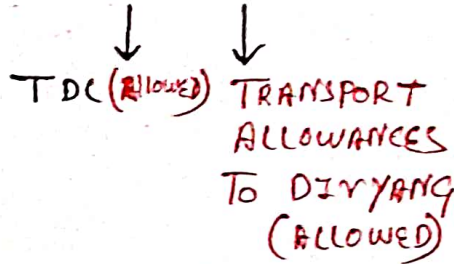 TDC (Allowed) TRANSPORT
ALLOWANCES
To DIVYANG
(ALLOWED)